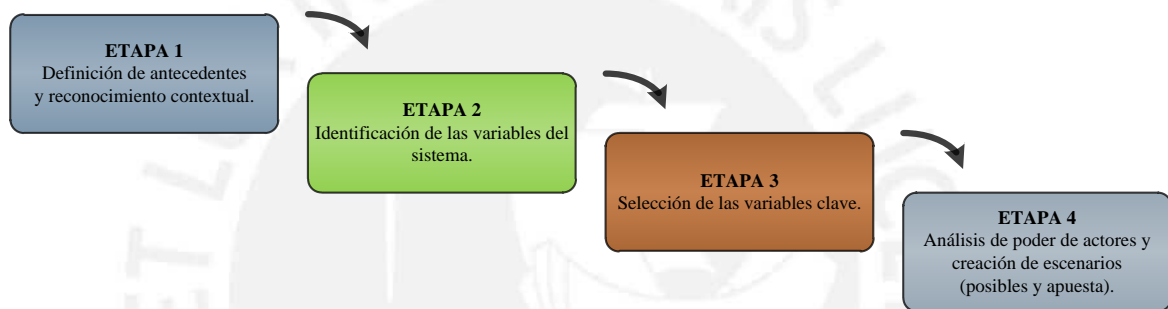 ETAPA 1
Definición de antecedentes
y reconocimiento contextual.
ETAPA 2
Identificación de las variables del
sistema.
ETAPA 3
Selección de las variables clave.
ETAPA 4
Análisis de poder de actores y
creación de escenarios
(posibles y apuesta).